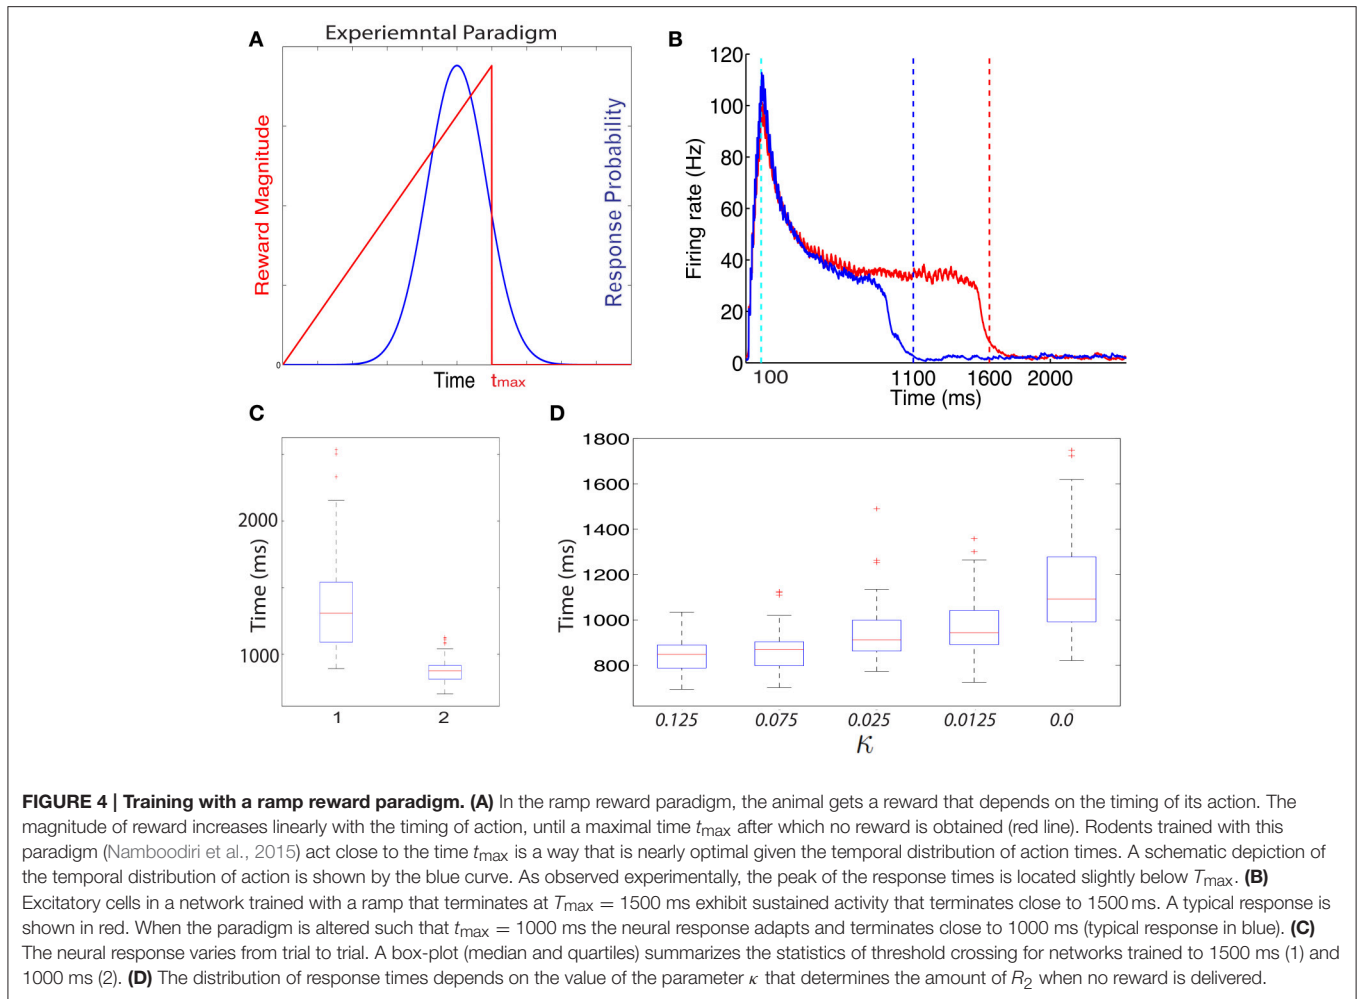 A
Experiemntal Paradigm
Reward Magnitude
Response Probability
0
Time
tmax
B
Firing rate (Hz)
120
100
80
60
40
20
0
100
1100
1600
2000
Time (ms)
C
Time (ms)
2000
1000
1
2
D
Time (ms)
1800
1600
1400
1200
1000
800
0.125
0.075
0.025
0.0125
0.0
κ
FIGURE 4 | Training with a ramp reward paradigm. (A) In the ramp reward paradigm, the animal gets a reward that depends on the timing of its action. The
magnitude of reward increases linearly with the timing of action, until a maximal time tmax after which no reward is obtained (red line). Rodents trained with this
paradigm (Namboodiri et al., 2015) act close to the time tmax is a way that is nearly optimal given the temporal distribution of action times. A schematic depiction of
the temporal distribution of action is shown by the blue curve. As observed experimentally, the peak of the response times is located slightly below Tmax. (B)
Excitatory cells in a network trained with a ramp that terminates at Tmax = 1500 ms exhibit sustained activity that terminates close to 1500 ms. A typical response is
shown in red. When the paradigm is altered such that tmax = 1000 ms the neural response adapts and terminates close to 1000 ms (typical response in blue). (C)
The neural response varies from trial to trial. A box-plot (median and quartiles) summarizes the statistics of threshold crossing for networks trained to 1500 ms (1) and
1000 ms (2). (D) The distribution of response times depends on the value of the parameter κ that determines the amount of R2 when no reward is delivered.